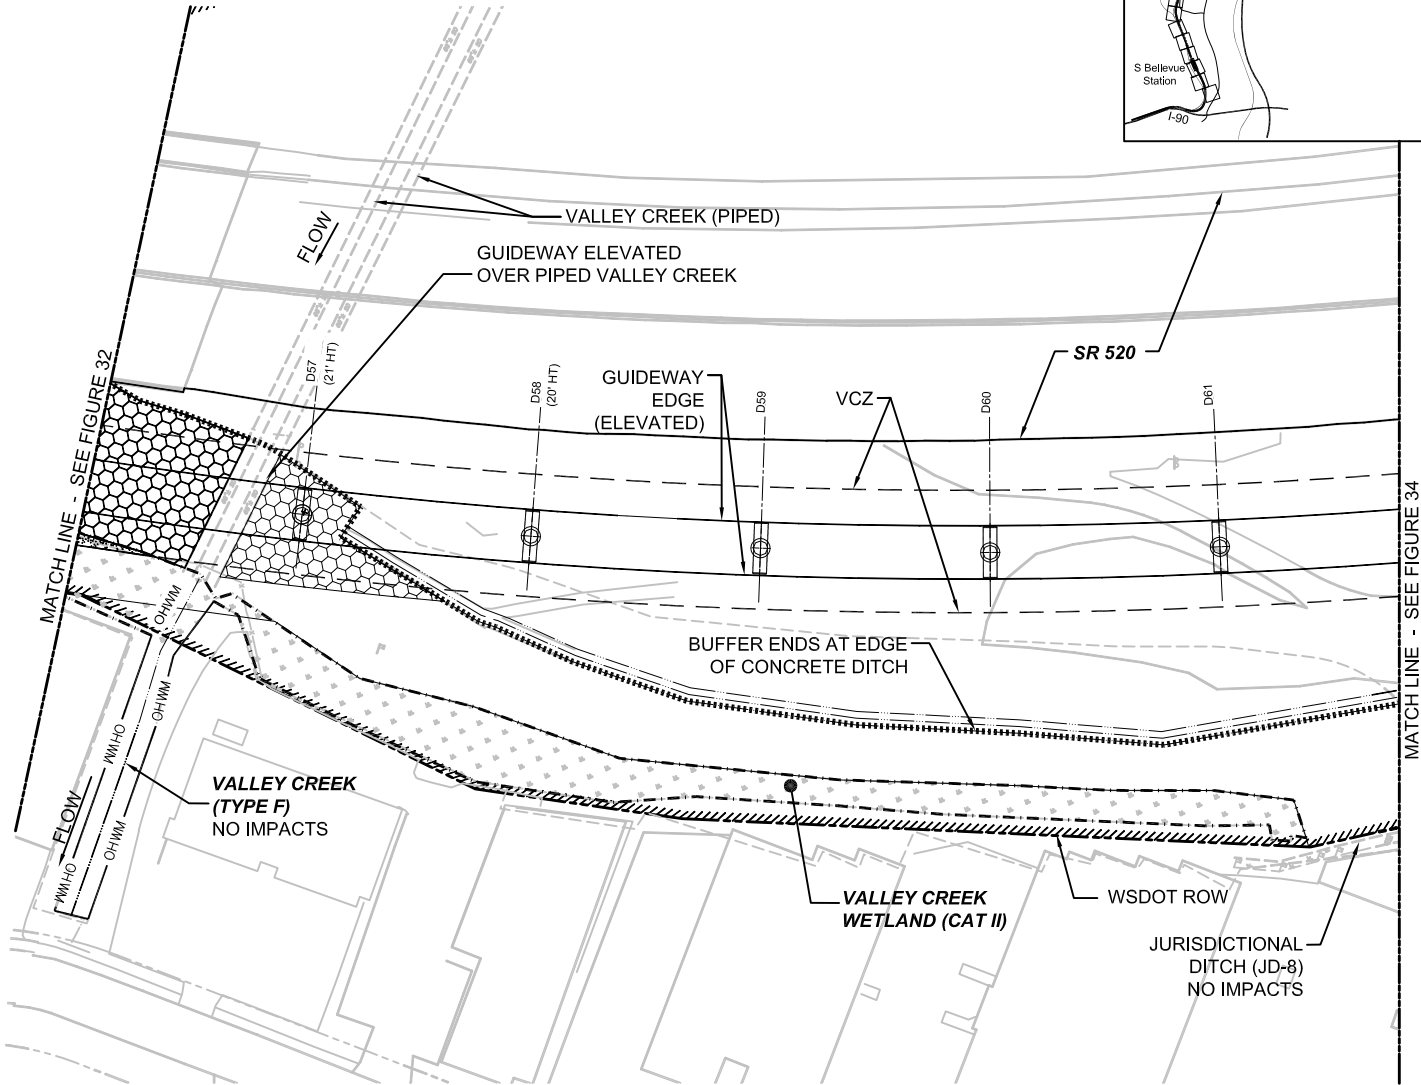 S Bellevue
Station
I-90
VALLEY CREEK (PIPED)
FLOW
GUIDEWAY ELEVATED
OVER PIPED VALLEY CREEK
SR 520
MATCH LINE - SEE FIGURE 32
D57
(21' HT)
D58
(20' HT)
GUIDEWAY
EDGE
(ELEVATED)
D59
VCZ
D60
D61
MATCH LINE - SEE FIGURE 34
OHWM
BUFFER ENDS AT EDGE
OF CONCRETE DITCH
OHWM
OHWM
VALLEY CREEK
(TYPE F)
NO IMPACTS
FLOW
OHWM
OHWM
VALLEY CREEK
WETLAND (CAT II)
WSDOT ROW
JURISDICTIONAL
DITCH (JD-8)
NO IMPACTS